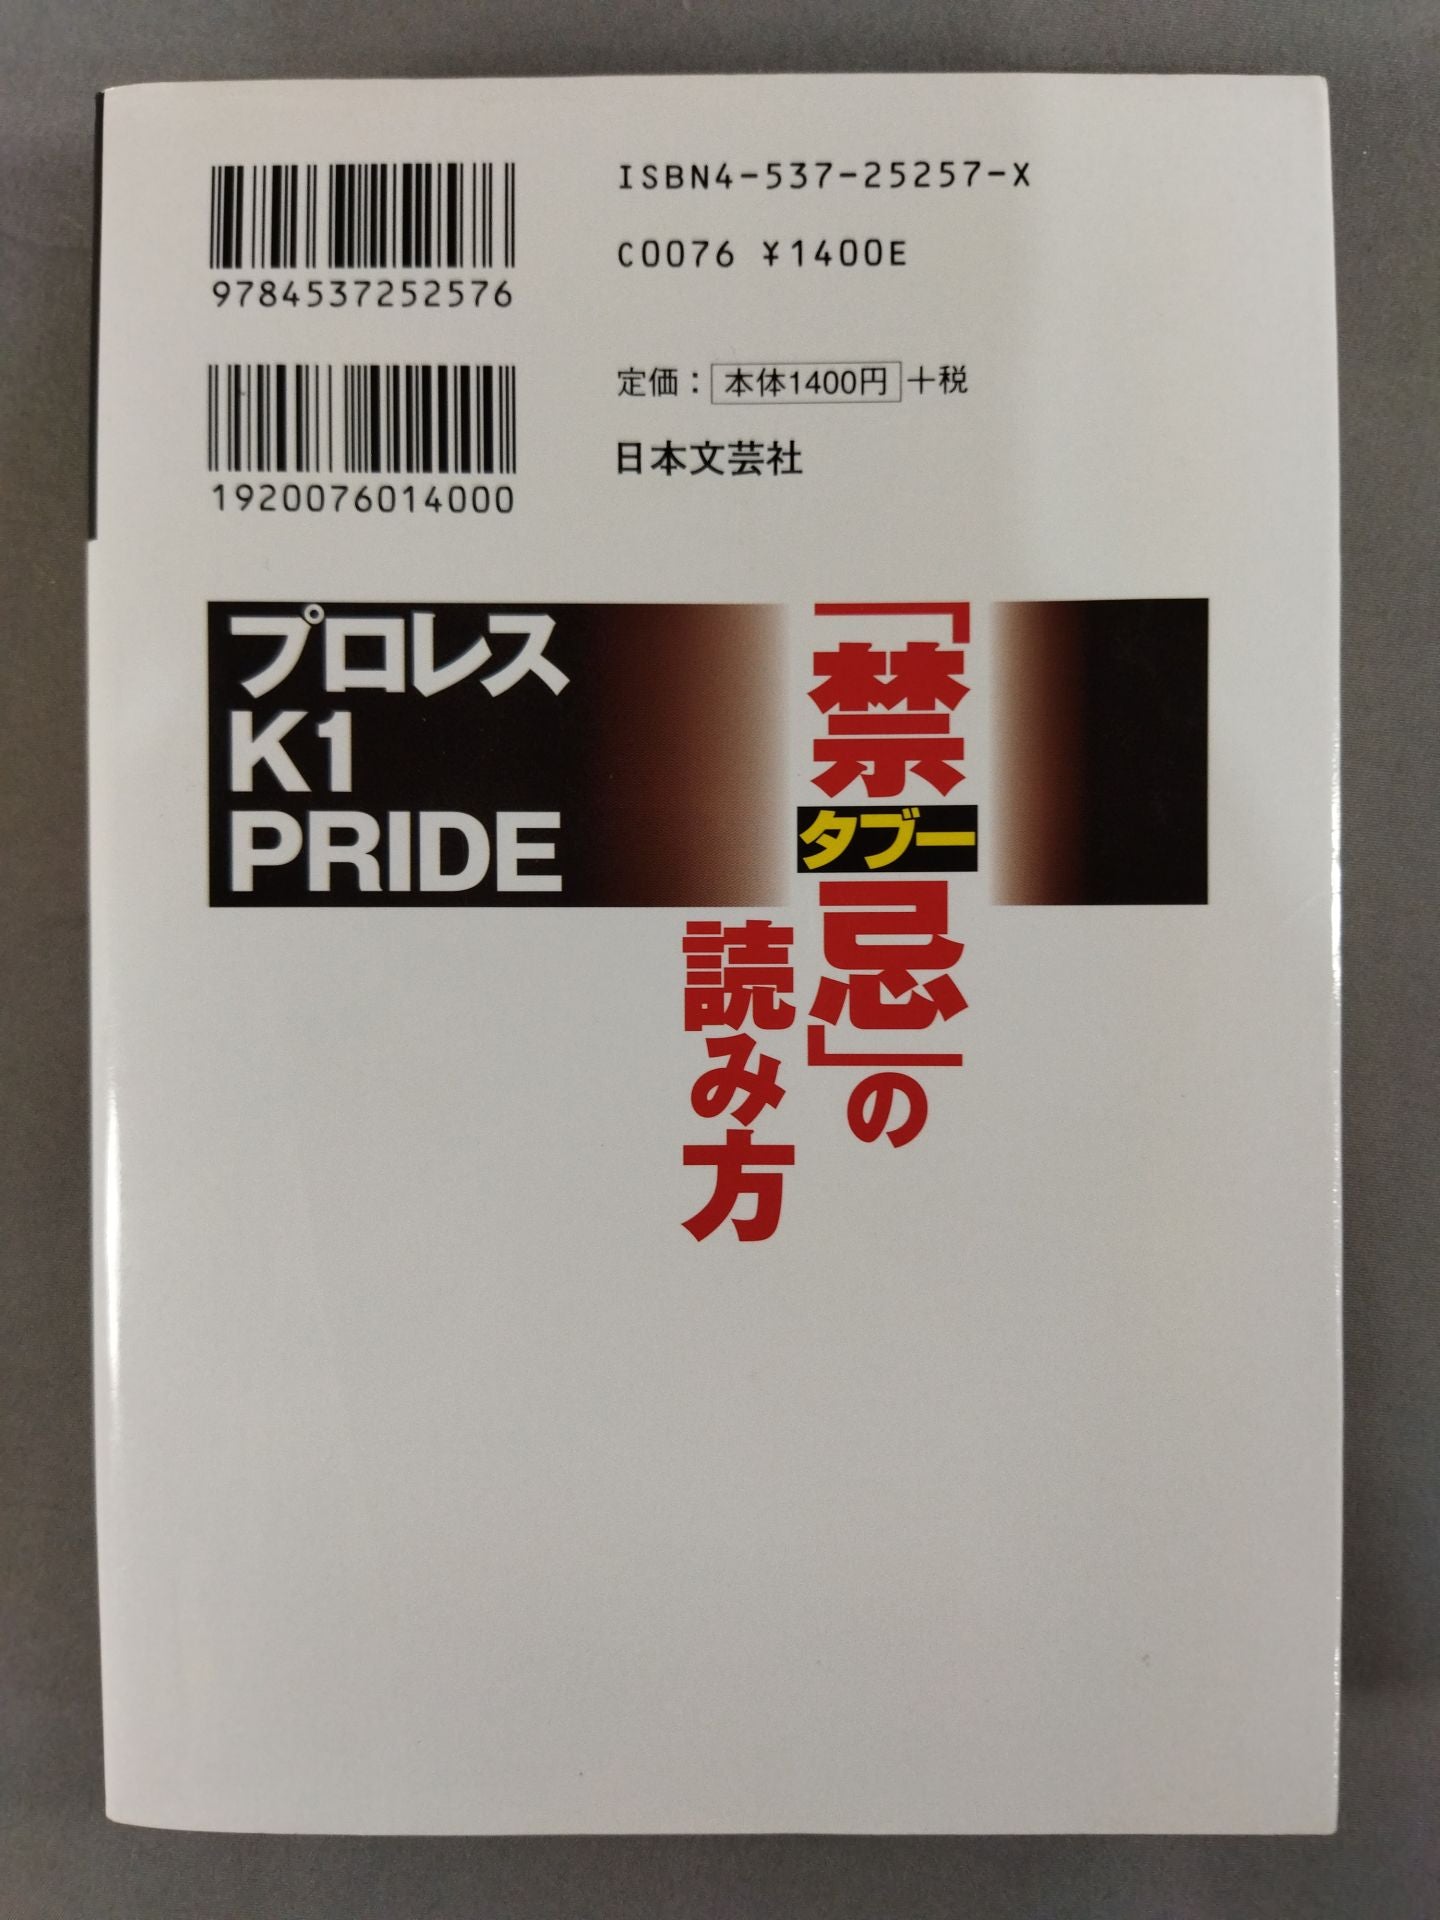 ISBN4-537-25257-X
C0076 ¥1400E
9784537252576
定価：本体1400円＋税
日本文芸社
1920076014000
プロレス
K1
PRIDE
「禁忌」の
タブー
読み方